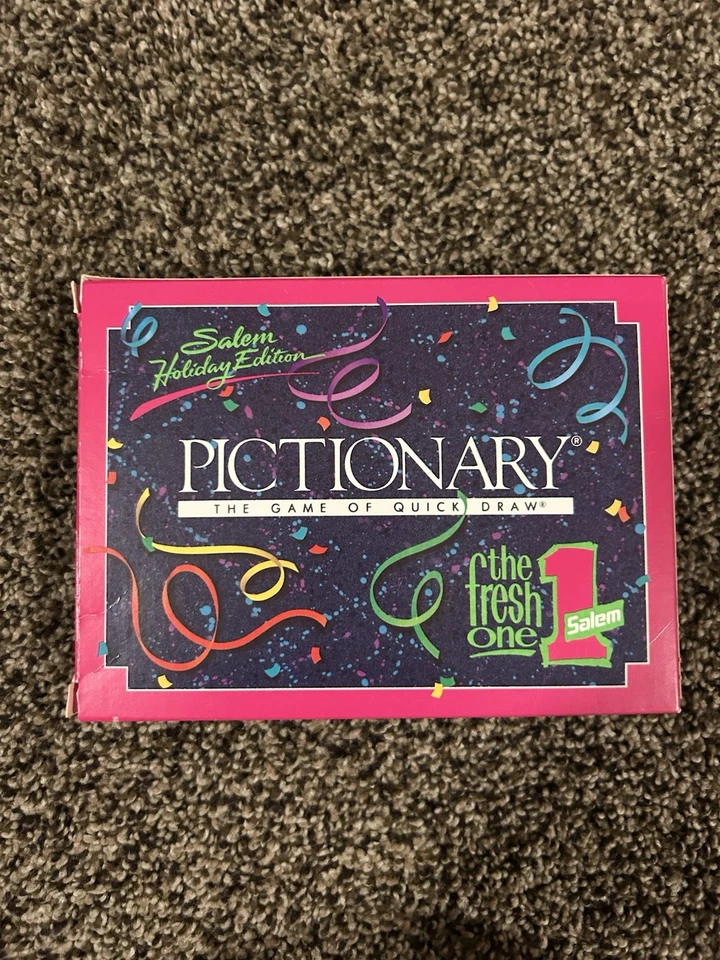 Salem
Holiday Edition
PICTIONARY®
THE GAME OF QUICK DRAW®
the
fresh
one
1
Salem